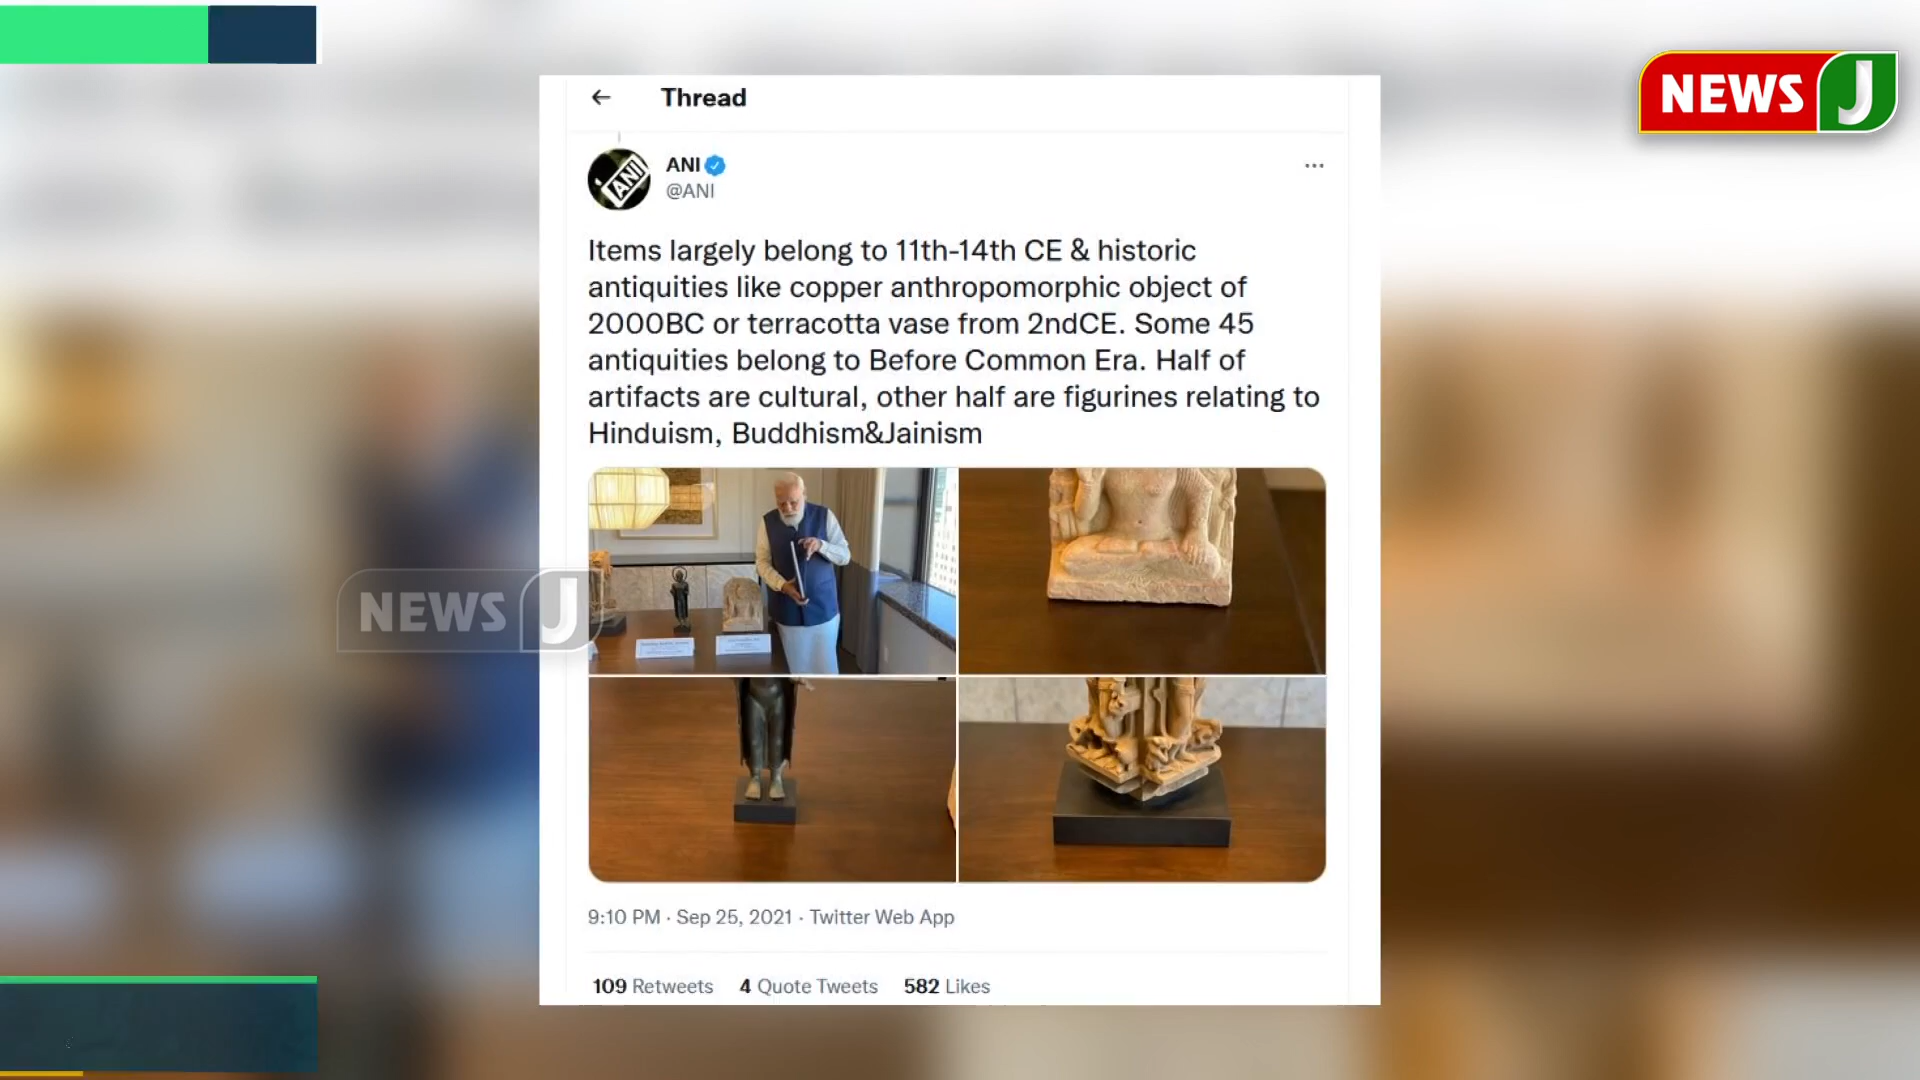 NEWS J
Thread
ANI
ANI
@ANI
Items largely belong to 11th-14th CE & historic
antiquities like copper anthropomorphic object of
2000BC or terracotta vase from 2ndCE. Some 45
antiquities belong to Before Common Era. Half of
artifacts are cultural, other half are figurines relating to
Hinduism, Buddhism&Jainism
NEWS J
9:10 PM · Sep 25, 2021 · Twitter Web App
109 Retweets 4 Quote Tweets 582 Likes